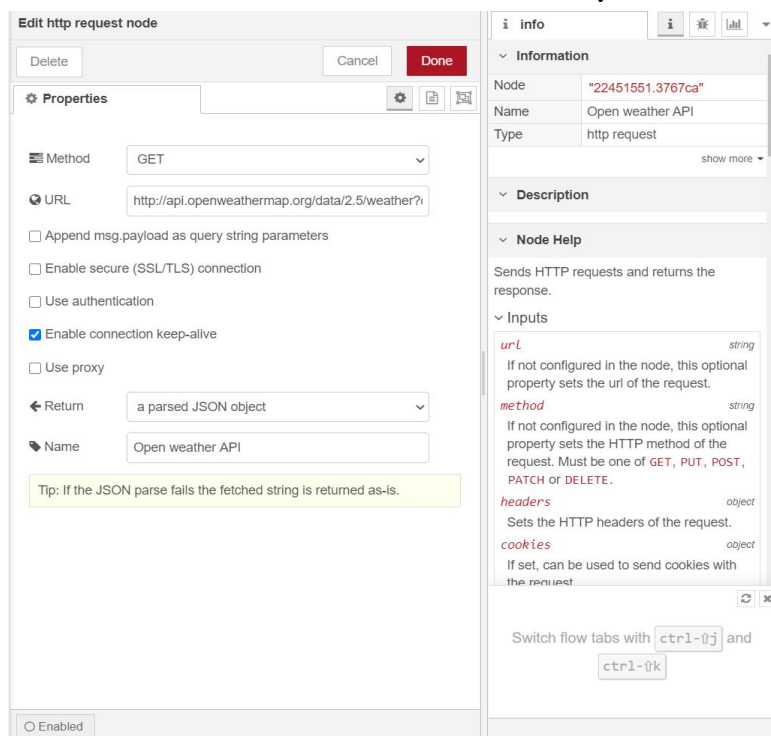 Edit http request node
Delete
Cancel
Done
Properties
Method
GET
URL
http://api.openweathermap.org/data/2.5/weather?
Append msg.payload as query string parameters
Enable secure (SSL/TLS) connection
Use authentication
Enable connection keep-alive
Use proxy
Return
a parsed JSON object
Name
Open weather API
Tip: If the JSON parse fails the fetched string is returned as-is.
Enabled
i info
i
Information
Node "22451551.3767ca"
Name Open weather API
Type http request
show more
Description
Node Help
Sends HTTP requests and returns the
response.
Inputs
url string
If not configured in the node, this optional
property sets the url of the request.
method string
If not configured in the node, this optional
property sets the HTTP method of the
request. Must be one of GET, PUT, POST,
PATCH or DELETE.
headers object
Sets the HTTP headers of the request.
cookies object
If set, can be used to send cookies with
the request
Switch flow tabs with ctrl-⇧j and
ctrl-⇧k